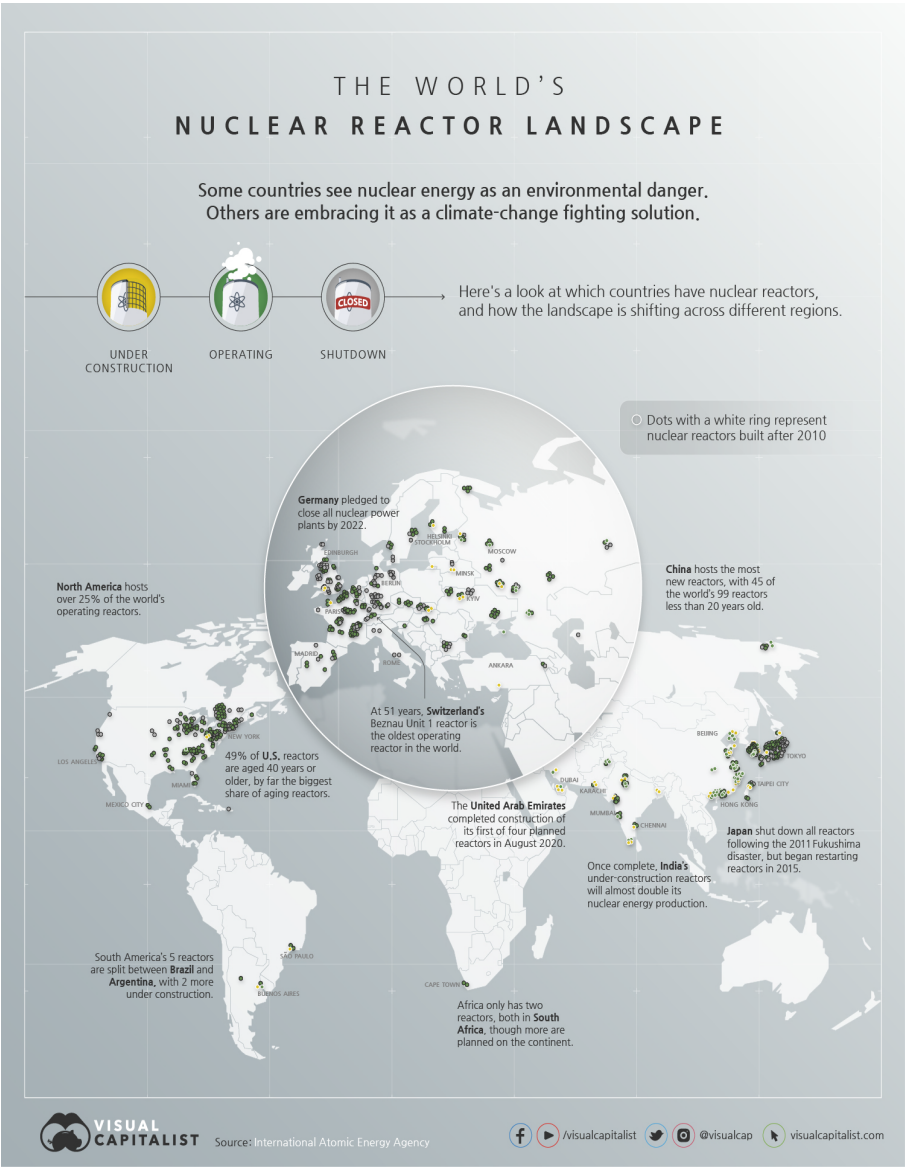 THE WORLD'S
NUCLEAR REACTOR LANDSCAPE
Some countries see nuclear energy as an environmental danger.
Others are embracing it as a climate-change fighting solution.
UNDER
CONSTRUCTION
OPERATING
CLOSED
SHUTDOWN
Here's a look at which countries have nuclear reactors,
and how the landscape is shifting across different regions.
Dots with a white ring represent
nuclear reactors built after 2010
Germany pledged to
close all nuclear power
plants by 2022.
HELSINKI
STOCKHOLM
EDINBURGH
MOSCOW
BERLIN
MINSK
KYIV
PARIS
MADRID
ROME
ANKARA
China hosts the most
new reactors, with 45 of
the world's 99 reactors
less than 20 years old.
North America hosts
over 25% of the world's
operating reactors.
At 51 years, Switzerland's
Beznau Unit 1 reactor is
the oldest operating
reactor in the world.
NEW YORK
LOS ANGELES
MIAMI
MEXICO CITY
49% of U.S. reactors
are aged 40 years or
older, by far the biggest
share of aging reactors.
BEIJING
TOKYO
TAIPEI CITY
HONG KONG
DUBAI
KARACHI
MUMBAI
CHENNAI
The United Arab Emirates
completed construction of
its first of four planned
reactors in August 2020.
Japan shut down all reactors
following the 2011 Fukushima
disaster, but began restarting
reactors in 2015.
Once complete, India's
under-construction reactors
will almost double its
nuclear energy production.
South America's 5 reactors
are split between Brazil and
Argentina, with 2 more
under construction.
SÃO PAULO
BUENOS AIRES
CAPE TOWN
Africa only has two
reactors, both in South
Africa, though more are
planned on the continent.
VISUAL
CAPITALIST
Source: International Atomic Energy Agency
/visualcapitalist
@visualcap
visualcapitalist.com